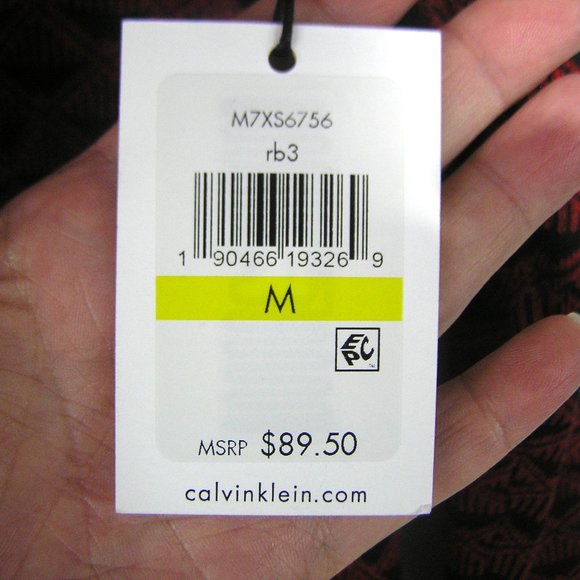 M7XS6756
rb3
1 90466 19326 9
M
EPC
MSRP $89.50
calvinklein.com